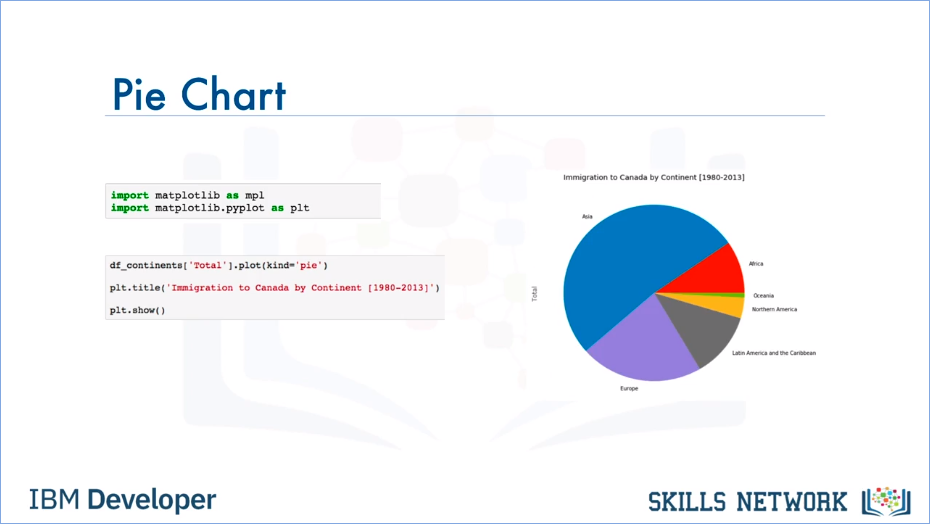 Pie Chart
import matplotlib as mpl
import matplotlib.pyplot as plt
df_continents['Total'].plot(kind='pie')
plt.title('Immigration to Canada by Continent [1980-2013]')
plt.show()
Immigration to Canada by Continent [1980-2013]
Asia
Africa
Total
Oceania
Northern America
Latin America and the Caribbean
Europe
IBM Developer
SKILLS NETWORK